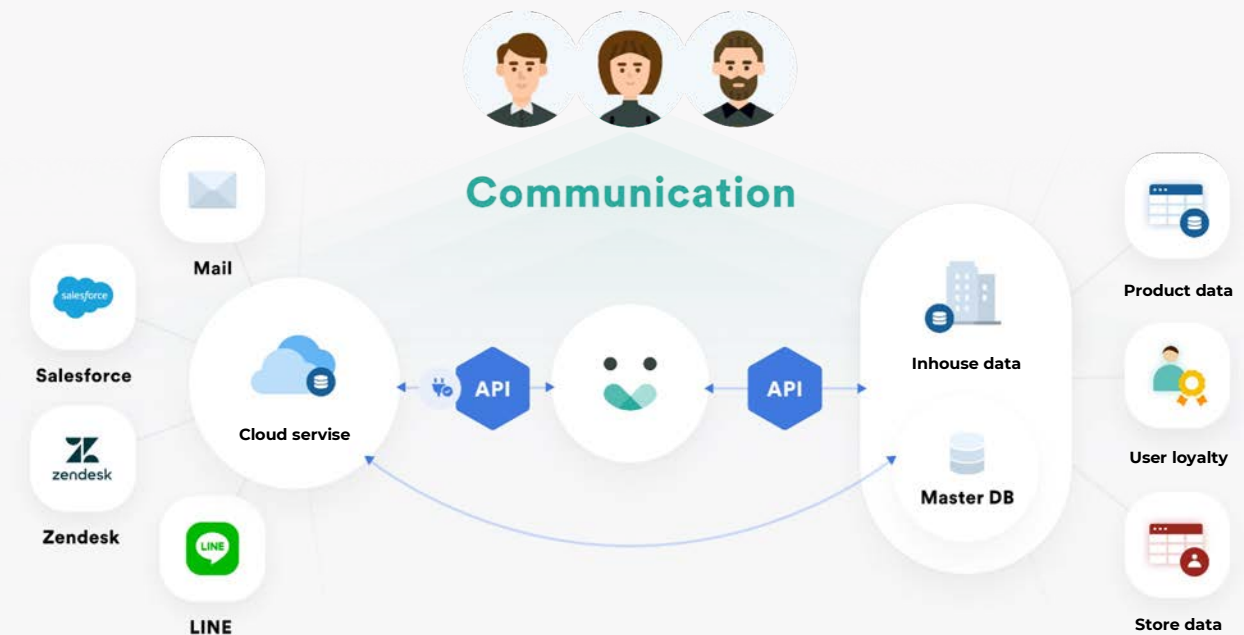 Communication
Mail
salesforce
Salesforce
zendesk
Zendesk
LINE
LINE
Cloud servise
API
API
Inhouse data
Master DB
Product data
User loyalty
Store data